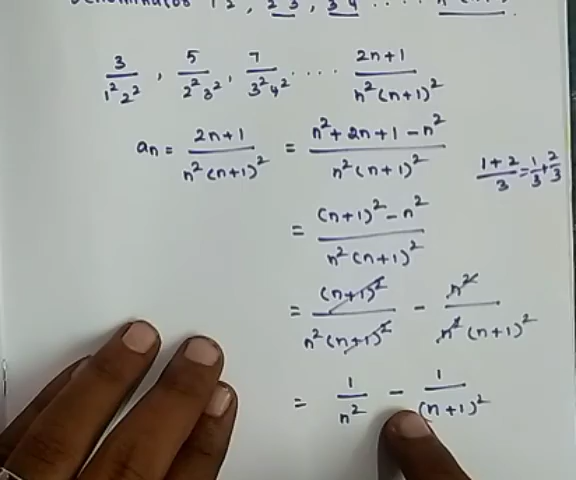 3/1²2² , 5/2²3² , 7/3²4² .... 2n+1/n²(n+1)²
aₙ = 2n+1/n²(n+1)² = n²+2n+1-n²/n²(n+1)²
1+2/3 = 1/3 + 2/3
= (n+1)²-n²/n²(n+1)²
= (n+1)²/n²(n+1)² - n²/n²(n+1)²
= 1/n² - 1/(n+1)²